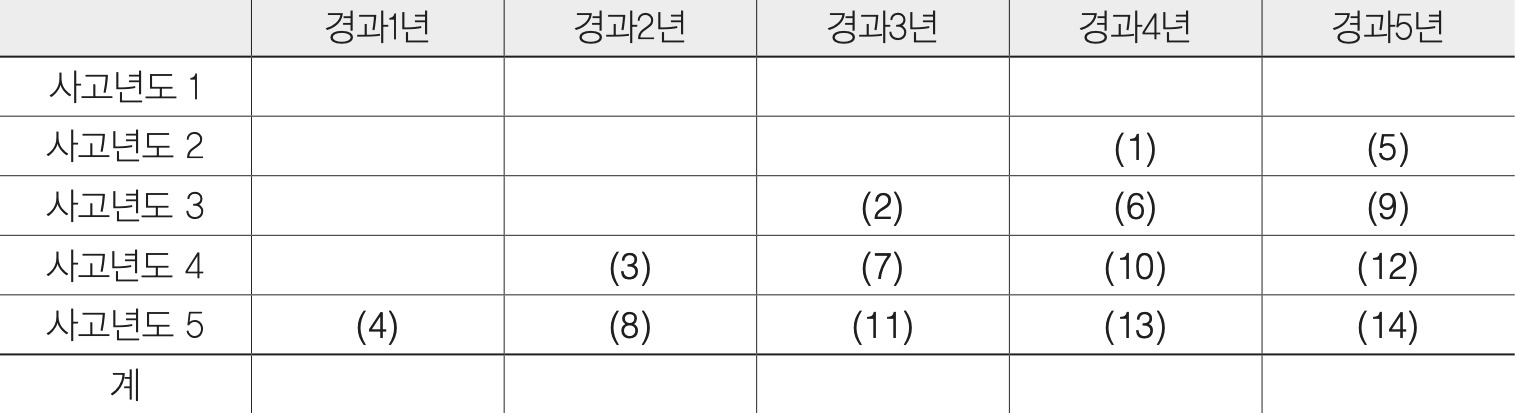 경과1년 경과2년 경과3년 경과4년 경과5년
사고년도 1
사고년도 2 (1) (5)
사고년도 3 (2) (6) (9)
사고년도 4 (3) (7) (10) (12)
사고년도 5 (4) (8) (11) (13) (14)
계